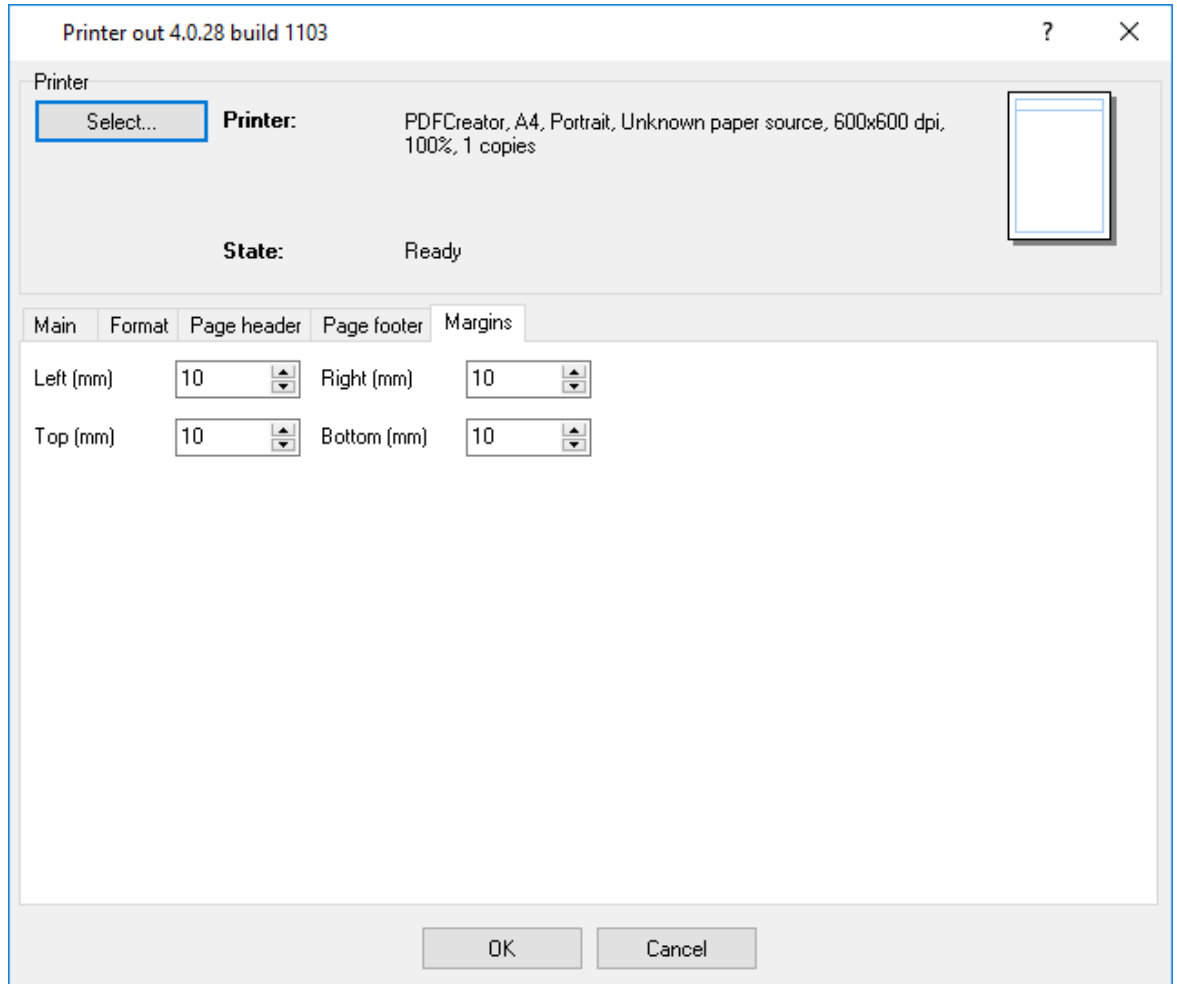 Printer out 4.0.28 build 1103
?
Printer
Select...
Printer:
PDFCreator, A4, Portrait, Unknown paper source, 600x600 dpi,
100%, 1 copies
State:
Ready
Main
Format
Page header
Page footer
Margins
Left (mm)
10
Right (mm)
10
Top (mm)
10
Bottom (mm)
10
OK
Cancel